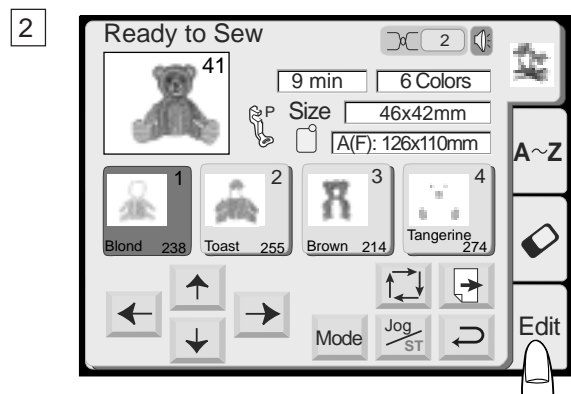 2
Ready to Sew
2
41
9 min
6 Colors
P
Size
46x42mm
A(F): 126x110mm
A~Z
1
2
3
4
Blond 238
Toast 255
Brown 214
Tangerine
274
Mode
Jog
ST
Edit